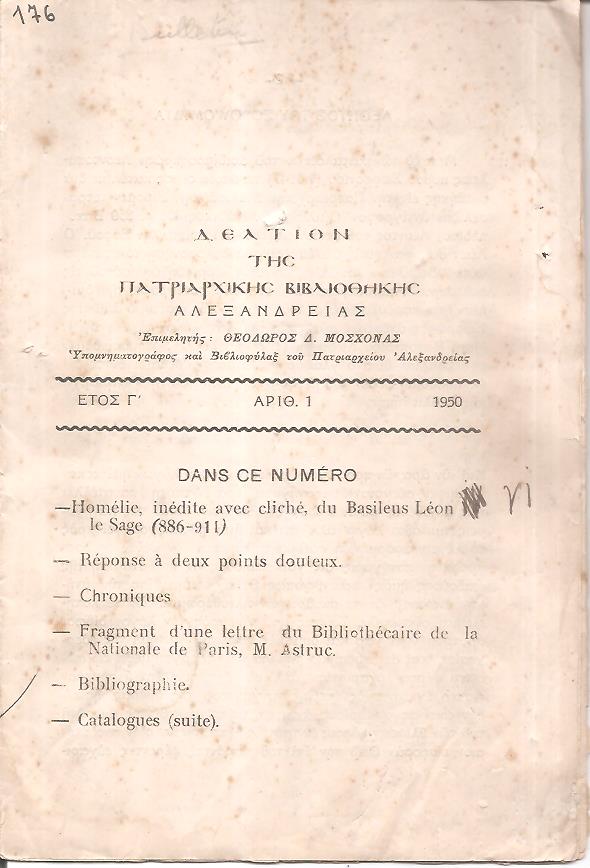 176
Bulletin
ΔΕΛΤΙΟΝ
ΤΗϹ
ΠΑΤΡΙΑΡΧΙΚΗϹ ΒΙΒΛΙΟΘΗΚΗϹ
ΑΛΕΞΑΝΔΡΕΙΑΣ
Ἐπιμελητής: ΘΕΟΔΩΡΟΣ Δ. ΜΟΣΧΟΝΑΣ
Ὑπομνηματογράφος καὶ Βιβλιοφύλαξ τοῦ Πατριαρχείου Ἀλεξανδρείας
ΕΤΟΣ Γ΄ ΑΡΙΘ. 1 1950
DANS CE NUMÉRO
—Homélie, inédite avec cliché, du Basileus Léon VI
le Sage (886-911)
— Réponse à deux points douteux.
— Chroniques
— Fragment d'une lettre du Bibliothécaire de la
Nationale de Paris, M. Astruc.
— Bibliographie.
— Catalogues (suite).